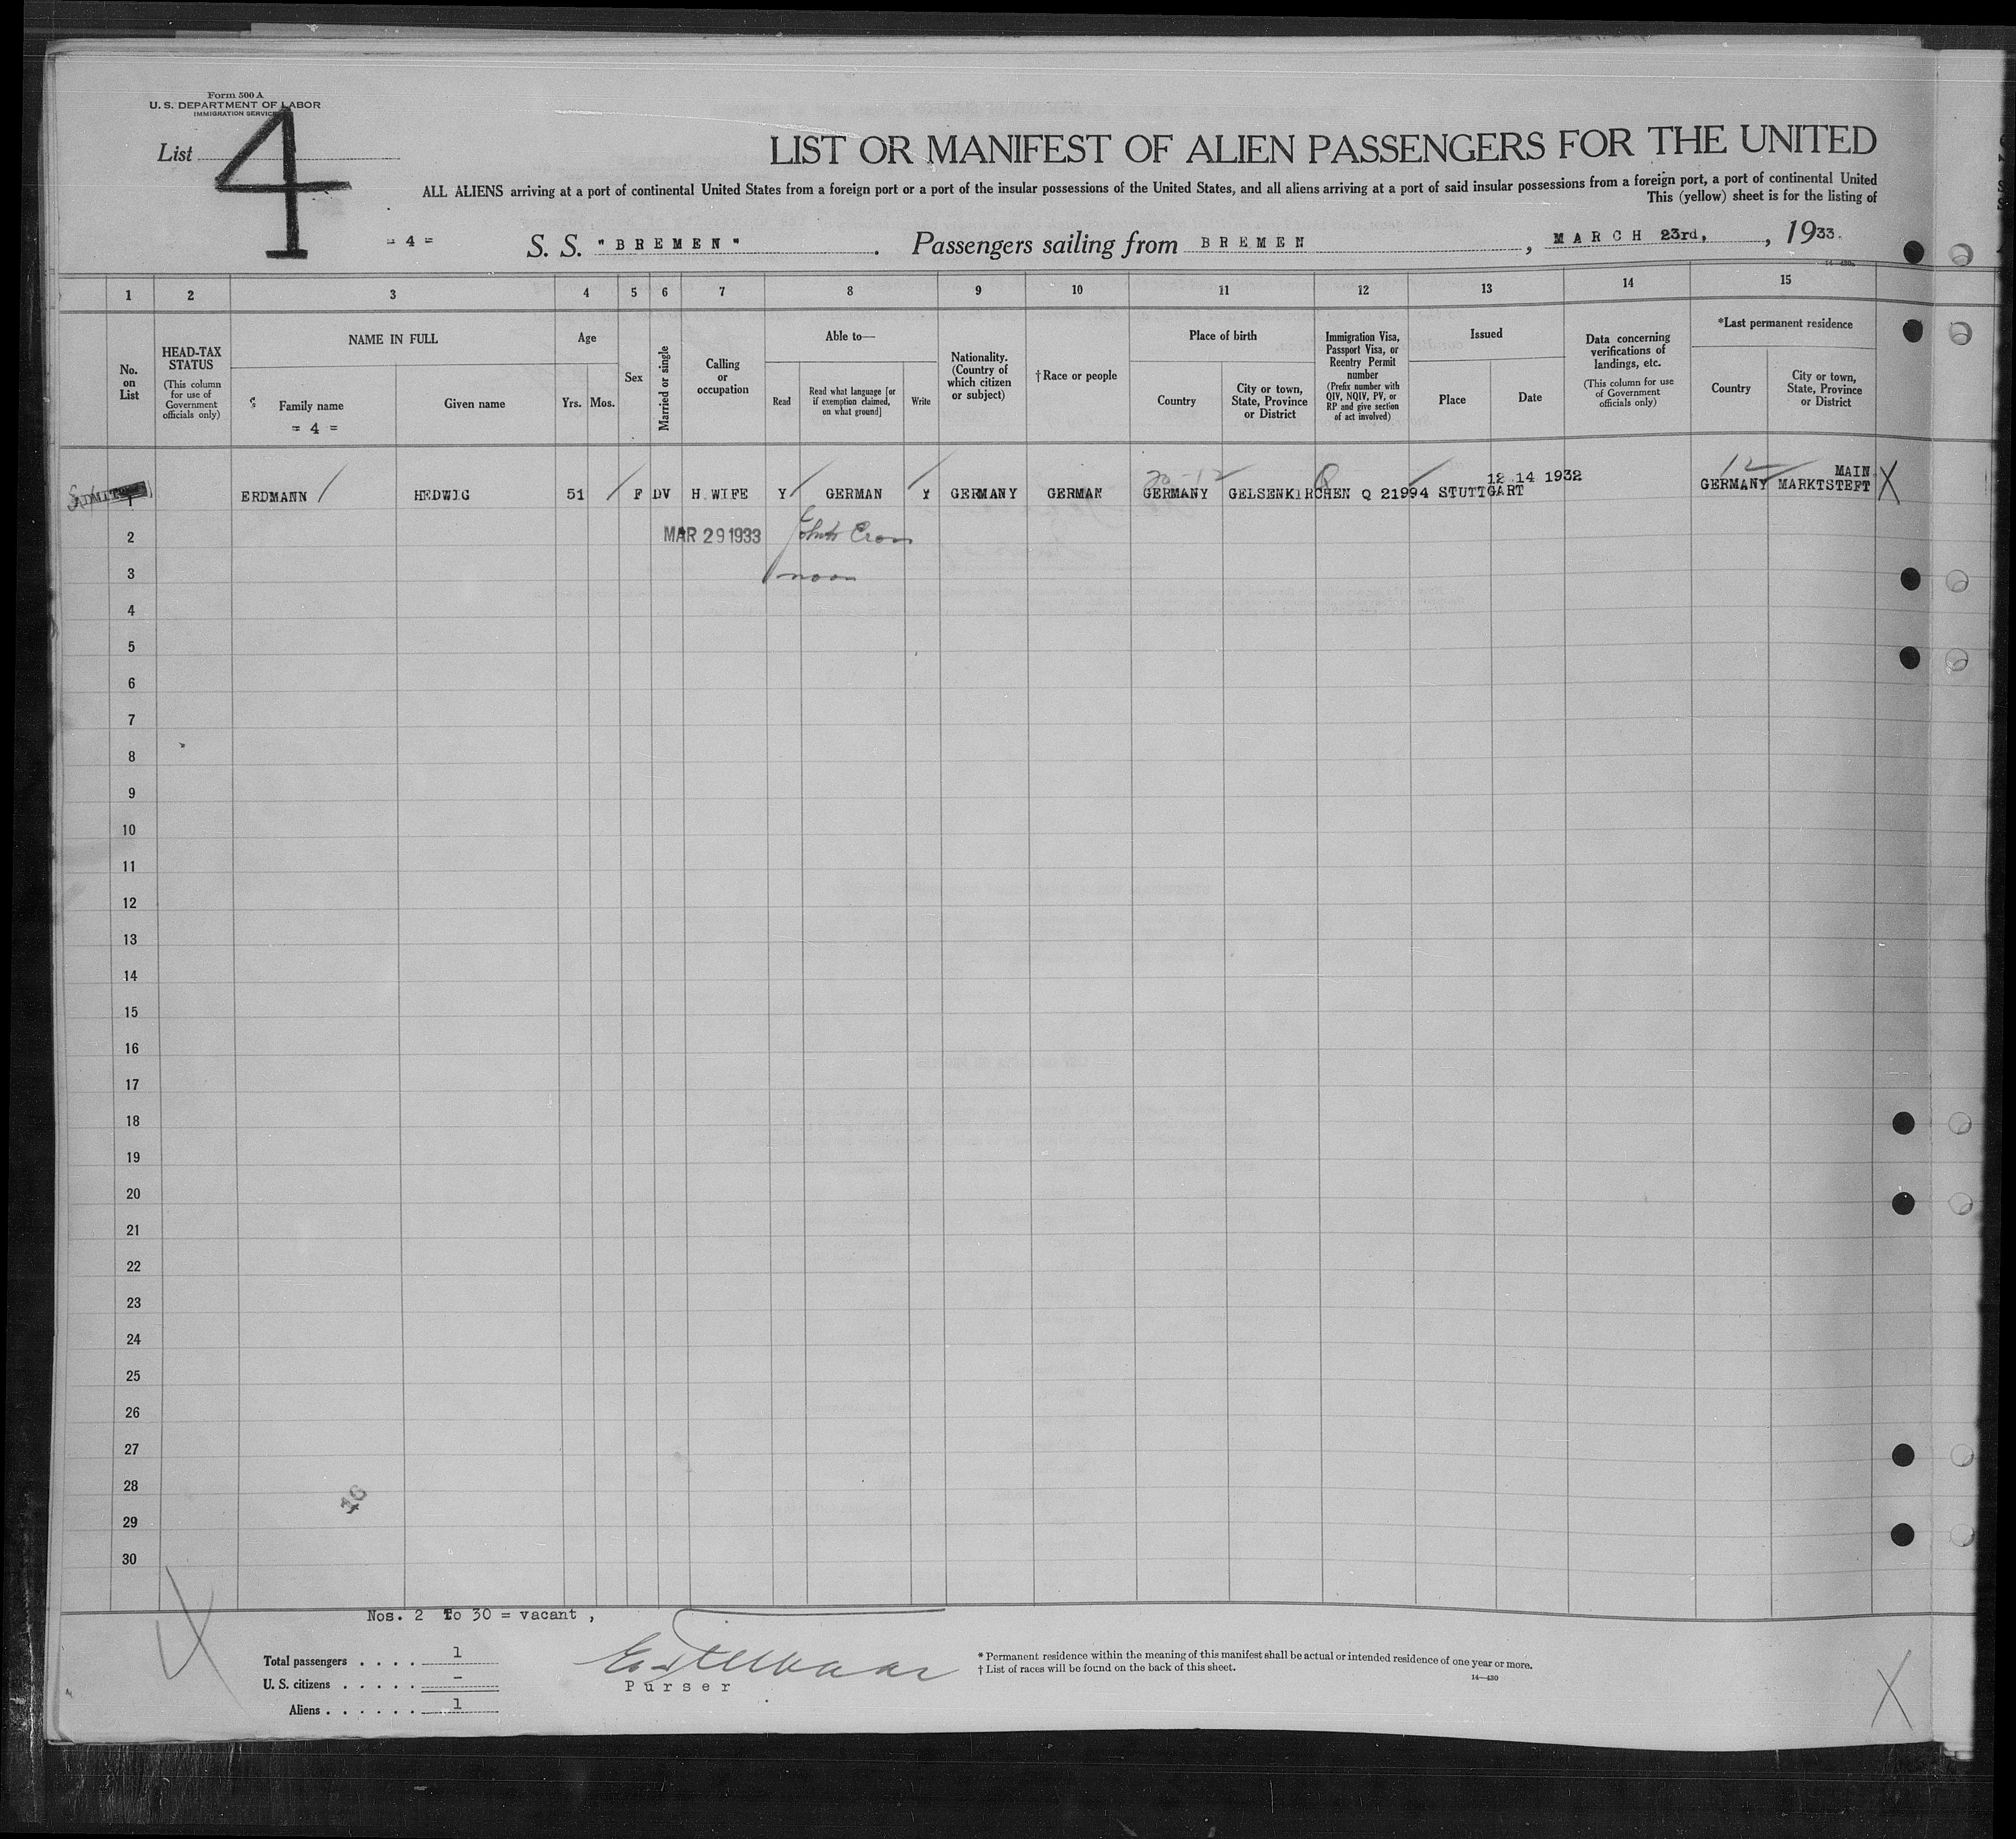 Form 500 A
U. S. DEPARTMENT OF LABOR
IMMIGRATION SERVICE
List 4
LIST OR MANIFEST OF ALIEN PASSENGERS FOR THE UNITED
ALL ALIENS arriving at a port of continental United States from a foreign port or a port of the insular possessions of the United States, and all aliens arriving at a port of said insular possessions from a foreign port, a port of continental United
This (yellow) sheet is for the listing of
= 4 = S. S. "BREMEN". Passengers sailing from BREMEN, MARCH 23rd, , 1933.
14—430
1 2 3 4 5 6 7 8 9 10 11 12 13 14 15
No. on List
HEAD-TAX STATUS
(This column for use of Government officials only)
NAME IN FULL
Family name
= 4 =
Given name
Age
Yrs. Mos.
Sex
Married or single
Calling or occupation
Able to—
Read
Read what language [or if exemption claimed, on what ground]
Write
Nationality. (Country of which citizen or subject)
† Race or people
Place of birth
Country
City or town, State, Province or District
Immigration Visa, Passport Visa, or Reentry Permit number
(Prefix number with QIV, NQIV, PV, or RP and give section of act involved)
Issued
Place
Date
Data concerning verifications of landings, etc.
(This column for use of Government officials only)
*Last permanent residence
Country
City or town, State, Province or District
12 14 1932 MAIN X
1 ERDMANN HEDWIG 51 F DV H.WIFE Y GERMAN Y GERMANY GERMAN GERMANY GELSENKIRCHEN Q 21994 STUTTGART GERMANY MARKTSTEFT
2 MAR 29 1933
3 noon
4
5
6
7
8
9
10
11
12
13
14
15
16
17
18
19
20
21
22
23
24
25
26
27
28
29
30
Nos. 2 To 30 = vacant ,
Total passengers . . . . 1
U. S. citizens . . . . . –
Aliens . . . . . . 1
Purser
* Permanent residence within the meaning of this manifest shall be actual or intended residence of one year or more.
† List of races will be found on the back of this sheet.
14—430
X